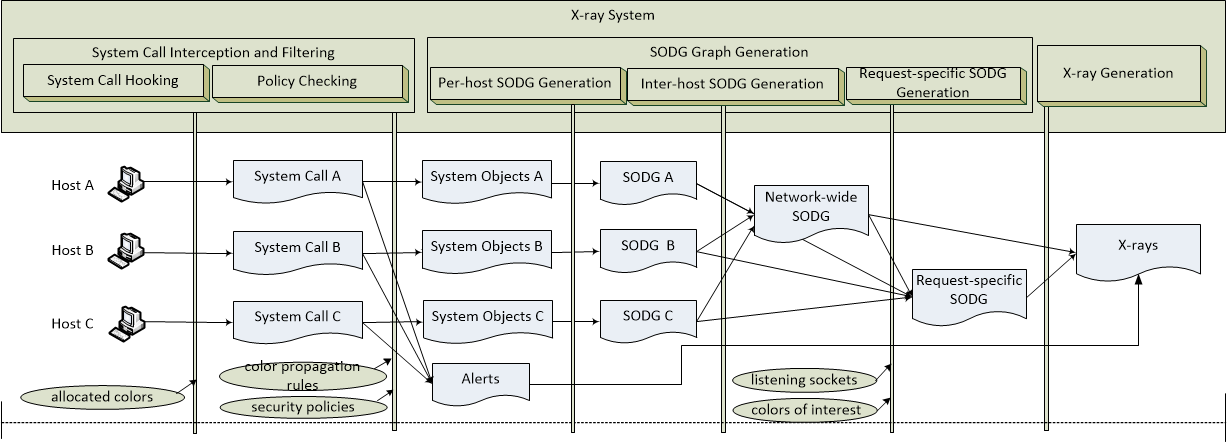 X-ray System
System Call Interception and Filtering
SODG Graph Generation
System Call Hooking
Policy Checking
Per-host SODG Generation
Inter-host SODG Generation
Request-specific SODG
Generation
X-ray Generation
Host A
System Call A
System Objects A
SODG A
Network-wide
SODG
Host B
System Call B
System Objects B
SODG B
X-rays
Request-specific
SODG
Host C
System Call C
System Objects C
SODG C
color propagation
rules
Alerts
listening sockets
allocated colors
security policies
colors of interest